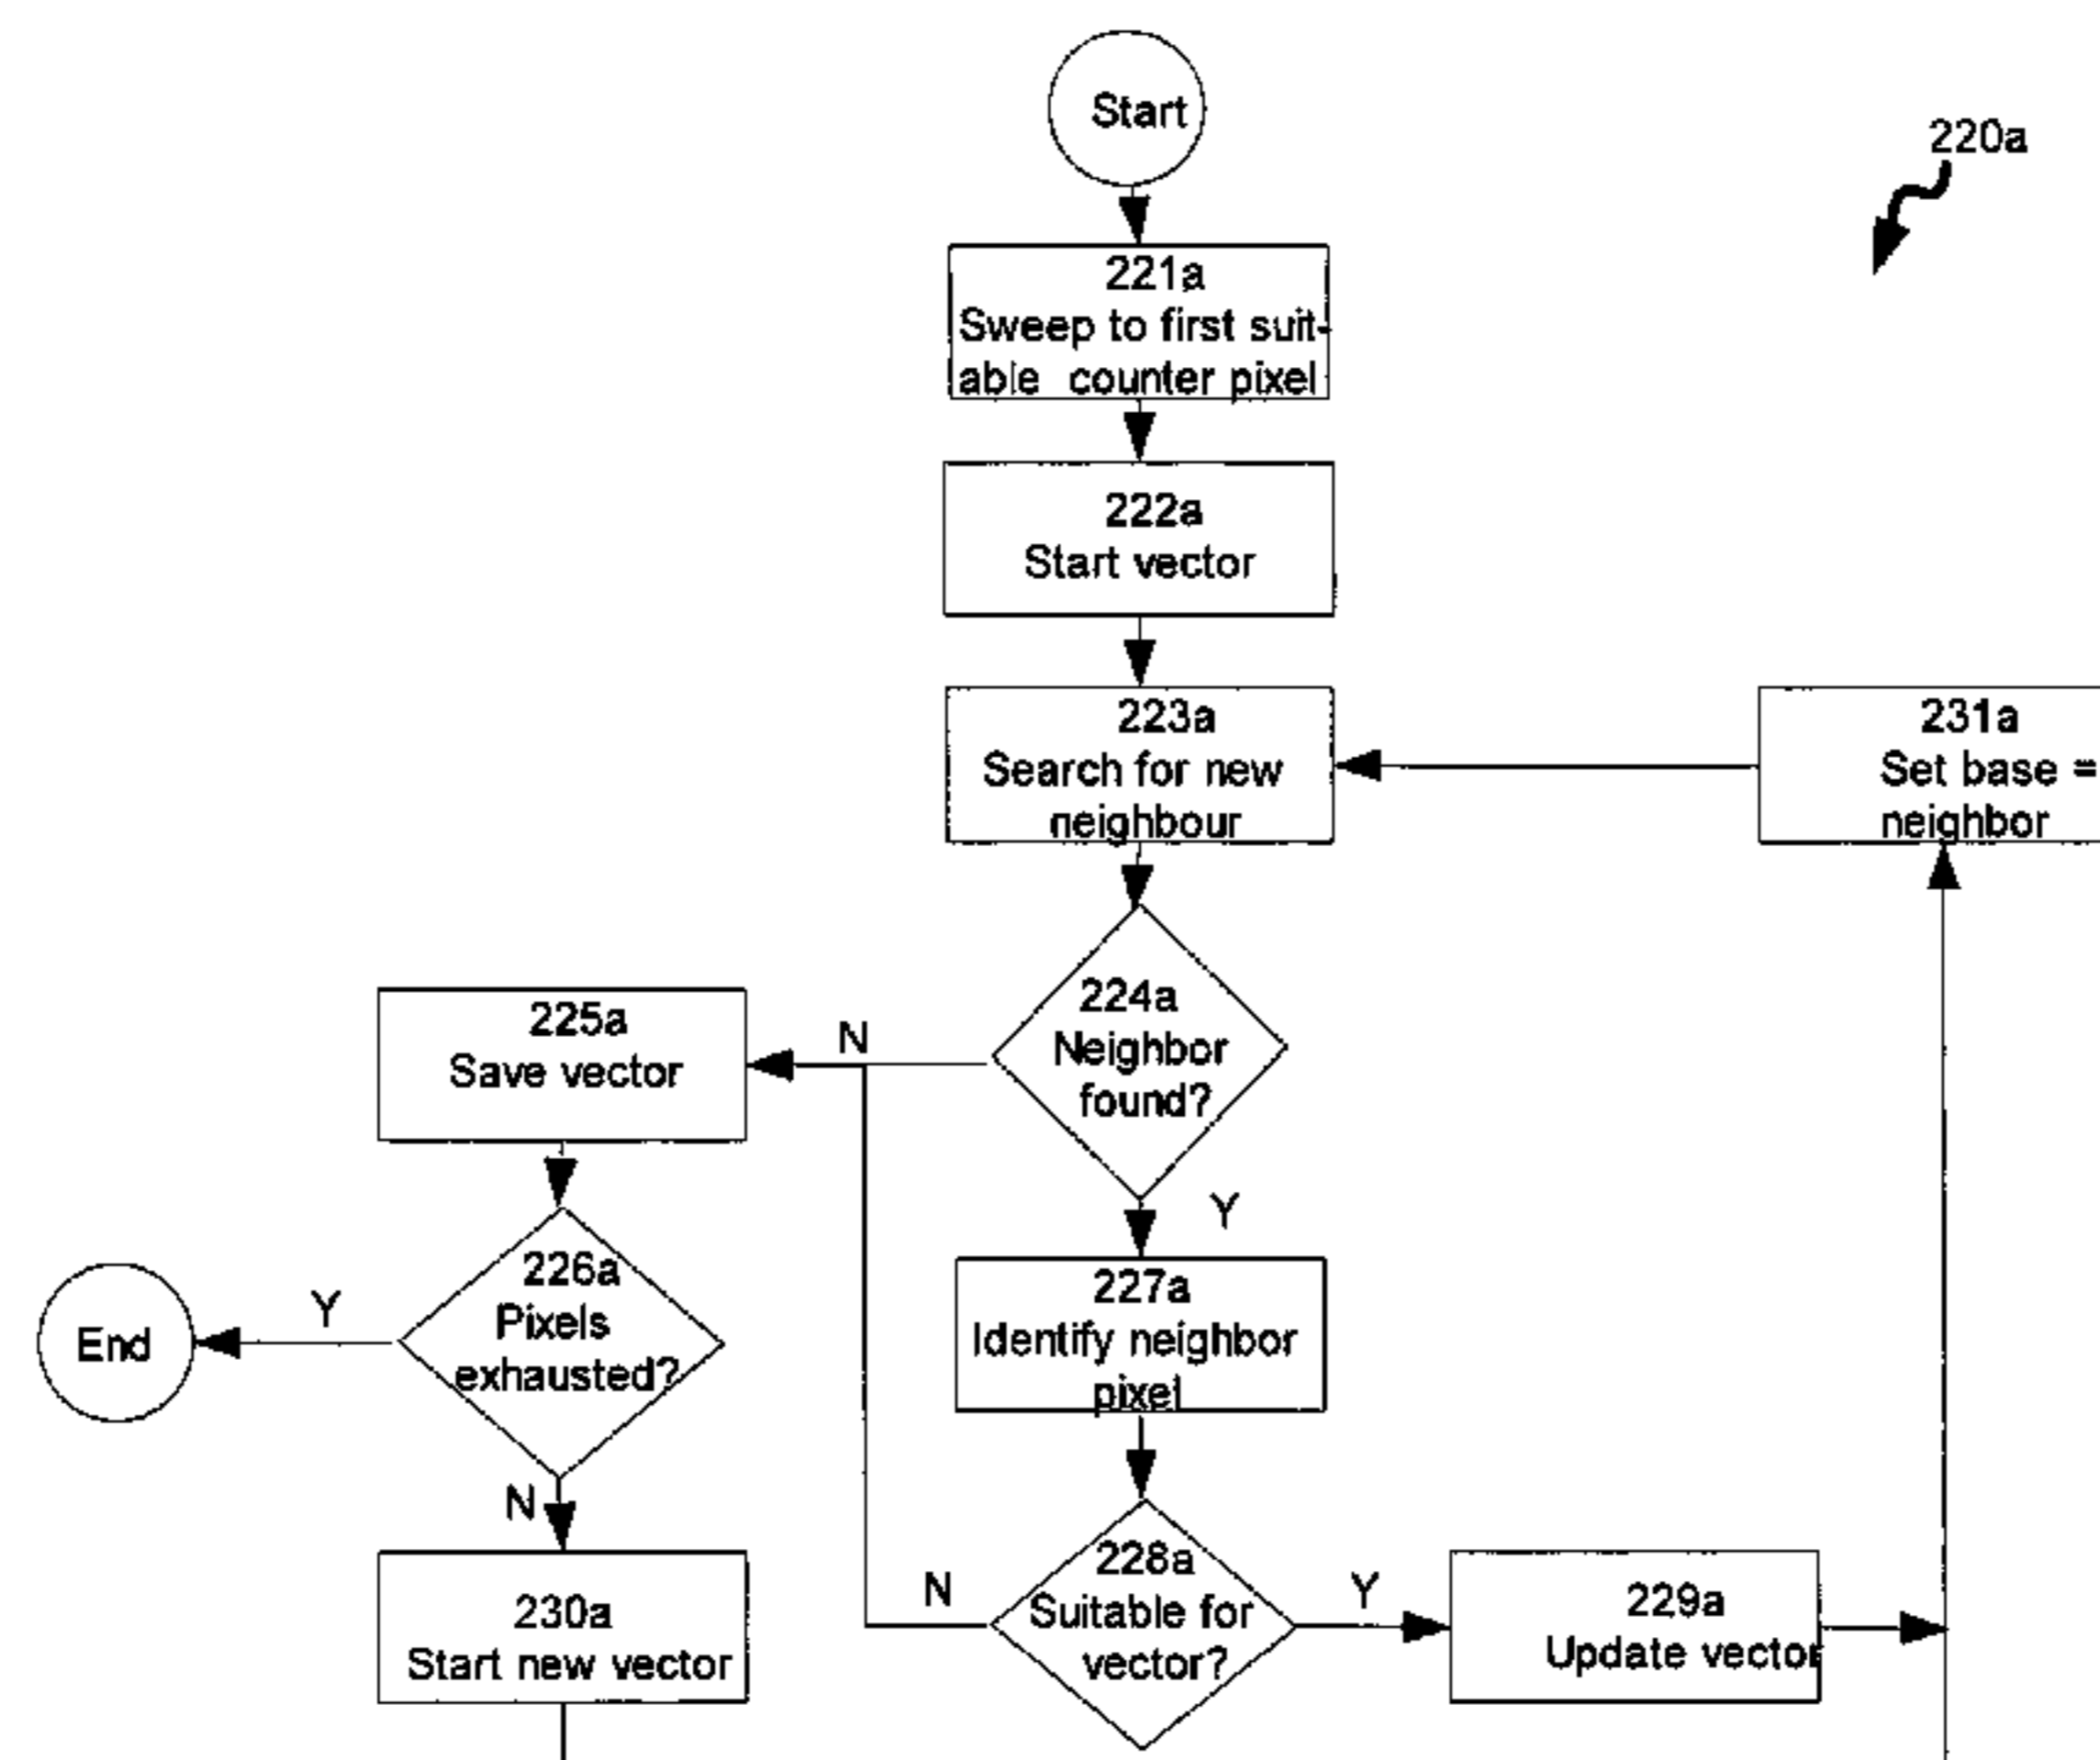 Start
220a
221a
Sweep to first suit-
able counter pixel
222a
Start vector
223a
Search for new
neighbour
231a
Set base =
neighbor
224a
Neighbor
found?
N
Y
225a
Save vector
226a
Pixels
exhausted?
Y
End
N
227a
Identify neighbor
pixel
228a
Suitable for
vector?
N
Y
229a
Update vector
230a
Start new vector